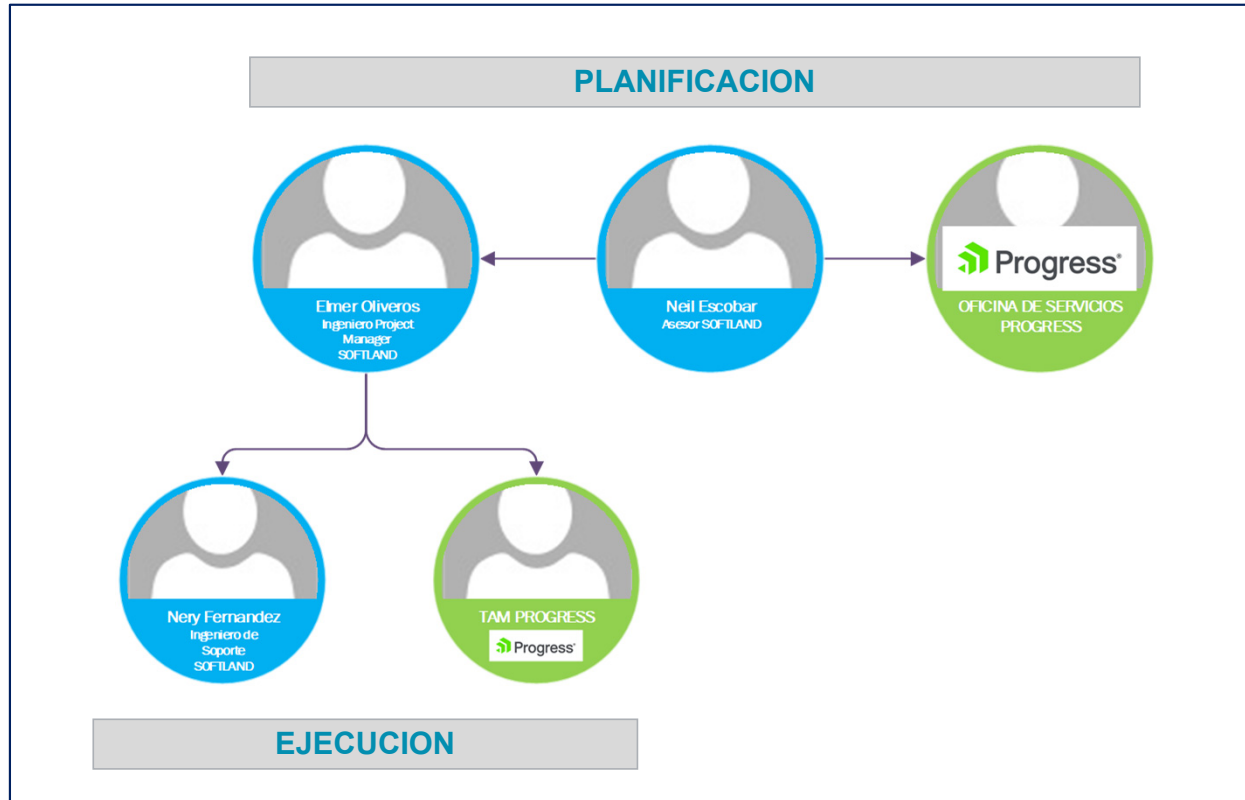 PLANIFICACION
Elmer Oliveros
Ingeniero Project
Manager
SOFTLAND
Neil Escobar
Asesor SOFTLAND
Progress®
OFICINA DE SERVICIOS
PROGRESS
Nery Fernandez
Ingeniero de
Soporte
SOFTLAND
TAM PROGRESS
Progress®
EJECUCION